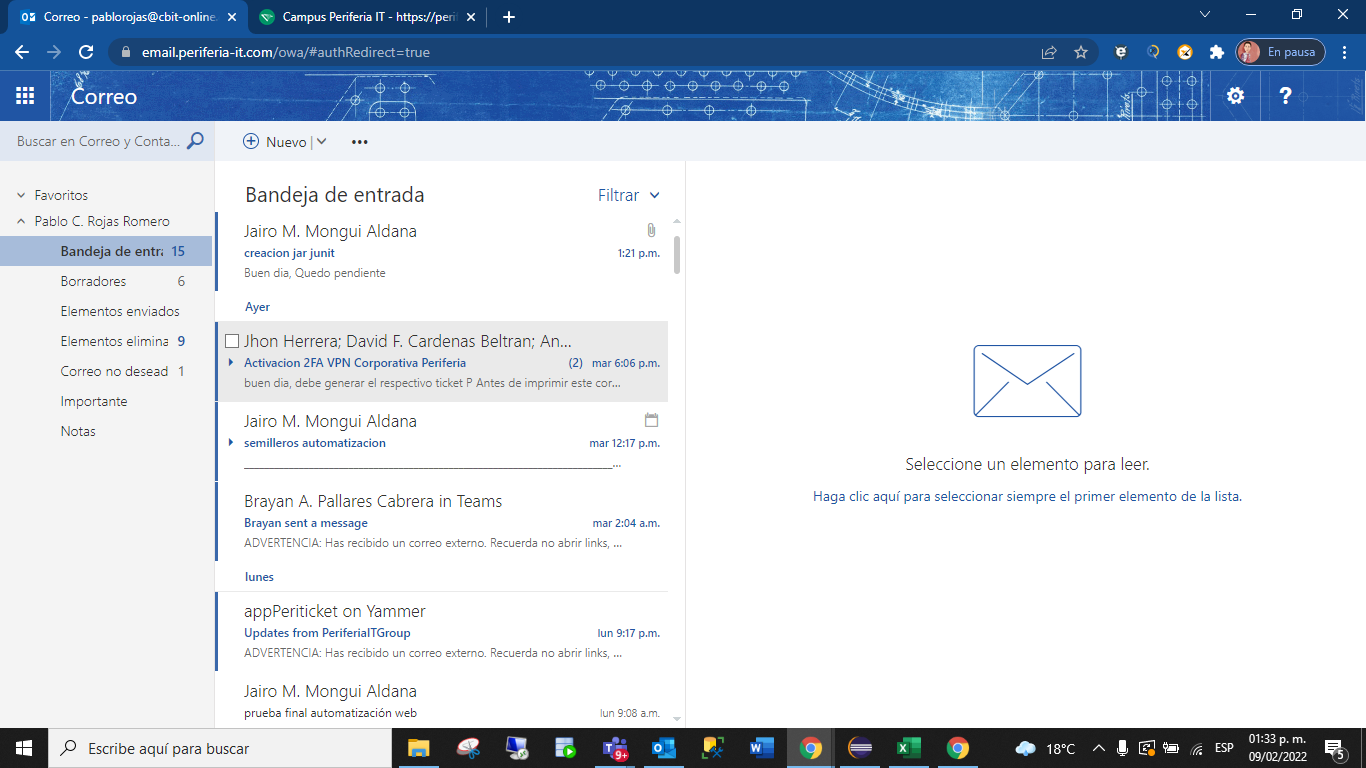 Correo - pablorojas@cbit-online.
Campus Periferia IT - https://peri
email.periferia-it.com/owa/#authRedirect=true
En pausa
Correo
Buscar en Correo y Conta...
Nuevo
Favoritos
Pablo C. Rojas Romero
Bandeja de entra 15
Borradores 6
Elementos enviados
Elementos elimina 9
Correo no desead 1
Importante
Notas
Bandeja de entrada
Filtrar
Jairo M. Mongui Aldana
creacion jar junit 1:21 p.m.
Buen dia, Quedo pendiente
Ayer
Jhon Herrera; David F. Cardenas Beltran; An...
Activacion 2FA VPN Corporativa Periferia (2) mar 6:06 p.m.
buen dia, debe generar el respectivo ticket P Antes de imprimir este cor...
Jairo M. Mongui Aldana
semilleros automatizacion mar 12:17 p.m.
________________________________________________________________________________...
Brayan A. Pallares Cabrera in Teams
Brayan sent a message mar 2:04 a.m.
ADVERTENCIA: Has recibido un correo externo. Recuerda no abrir links, ...
lunes
appPeriticket on Yammer
Updates from PeriferiaITGroup lun 9:17 p.m.
ADVERTENCIA: Has recibido un correo externo. Recuerda no abrir links, ...
Jairo M. Mongui Aldana
prueba final automatización web lun 9:08 a.m.
Seleccione un elemento para leer.
Haga clic aquí para seleccionar siempre el primer elemento de la lista.
Escribe aquí para buscar
9+
18°C
ESP
01:33 p. m.
09/02/2022
5